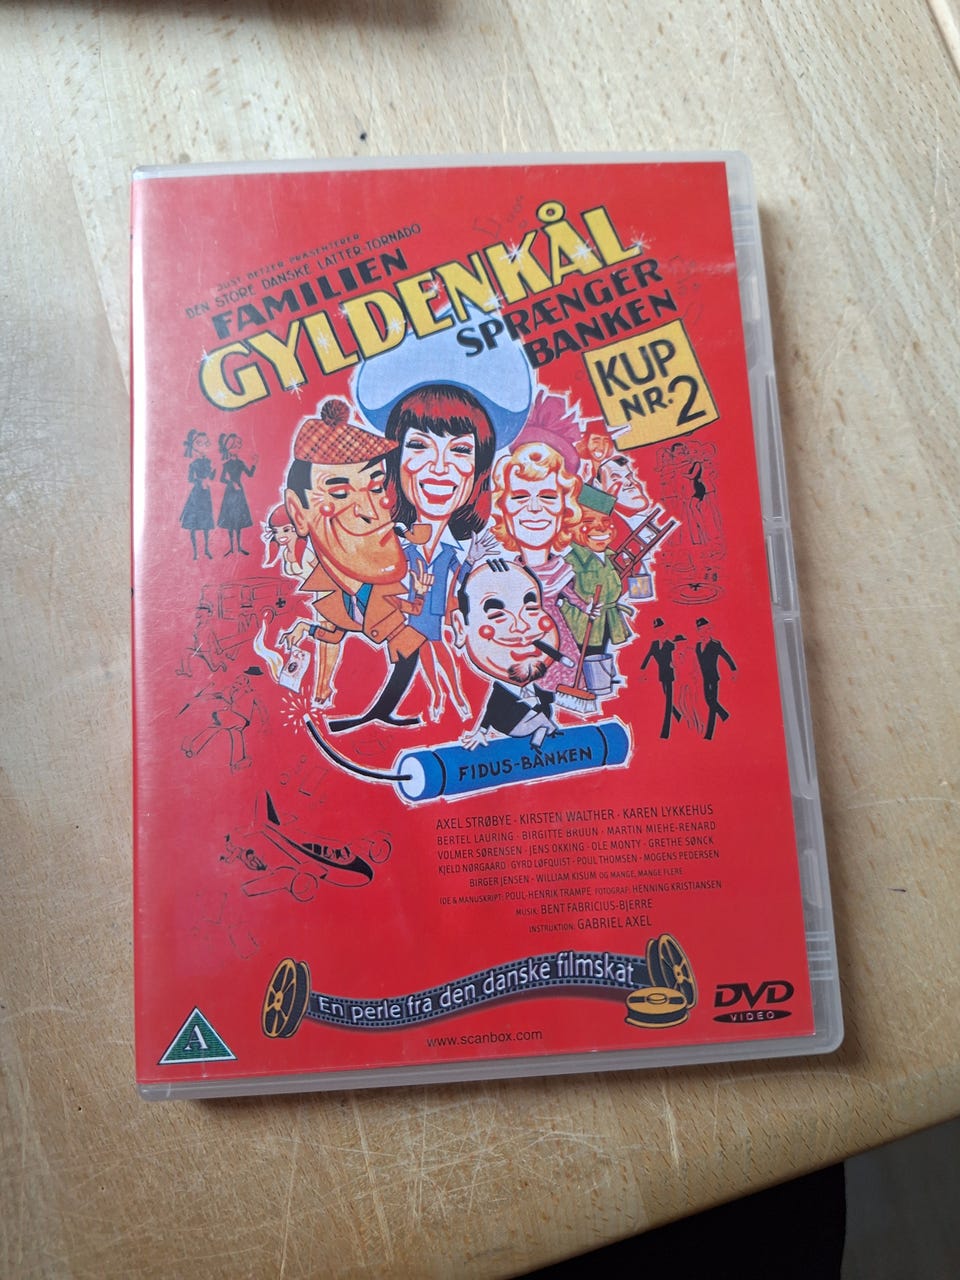 JUST BETZER PRÆSENTERER
DEN STORE DANSKE LATTER-TORNADO
FAMILIEN
GYLDENKÅL
SPRÆNGER
BANKEN
KUP
NR. 2
FIDUS-BANKEN
AXEL STRØBYE · KIRSTEN WALTHER · KAREN LYKKEHUS
BERTEL LAURING · BIRGITTE BRUUN · MARTIN MIEHE-RENARD
VOLMER SØRENSEN · JENS OKKING · OLE MONTY · GRETHE SØNCK
KJELD NØRGAARD · GYRD LØFQUIST · POUL THOMSEN · MOGENS PEDERSEN
BIRGER JENSEN · WILLIAM KISUM OG MANGE, MANGE FLERE
IDE & MANUSKRIPT: POUL-HENRIK TRAMPE FOTOGRAF: HENNING KRISTIANSEN
MUSIK: BENT FABRICIUS-BJERRE
INSTRUKTION: GABRIEL AXEL
En perle fra den danske filmskat
A
DVD
VIDEO
www.scanbox.com